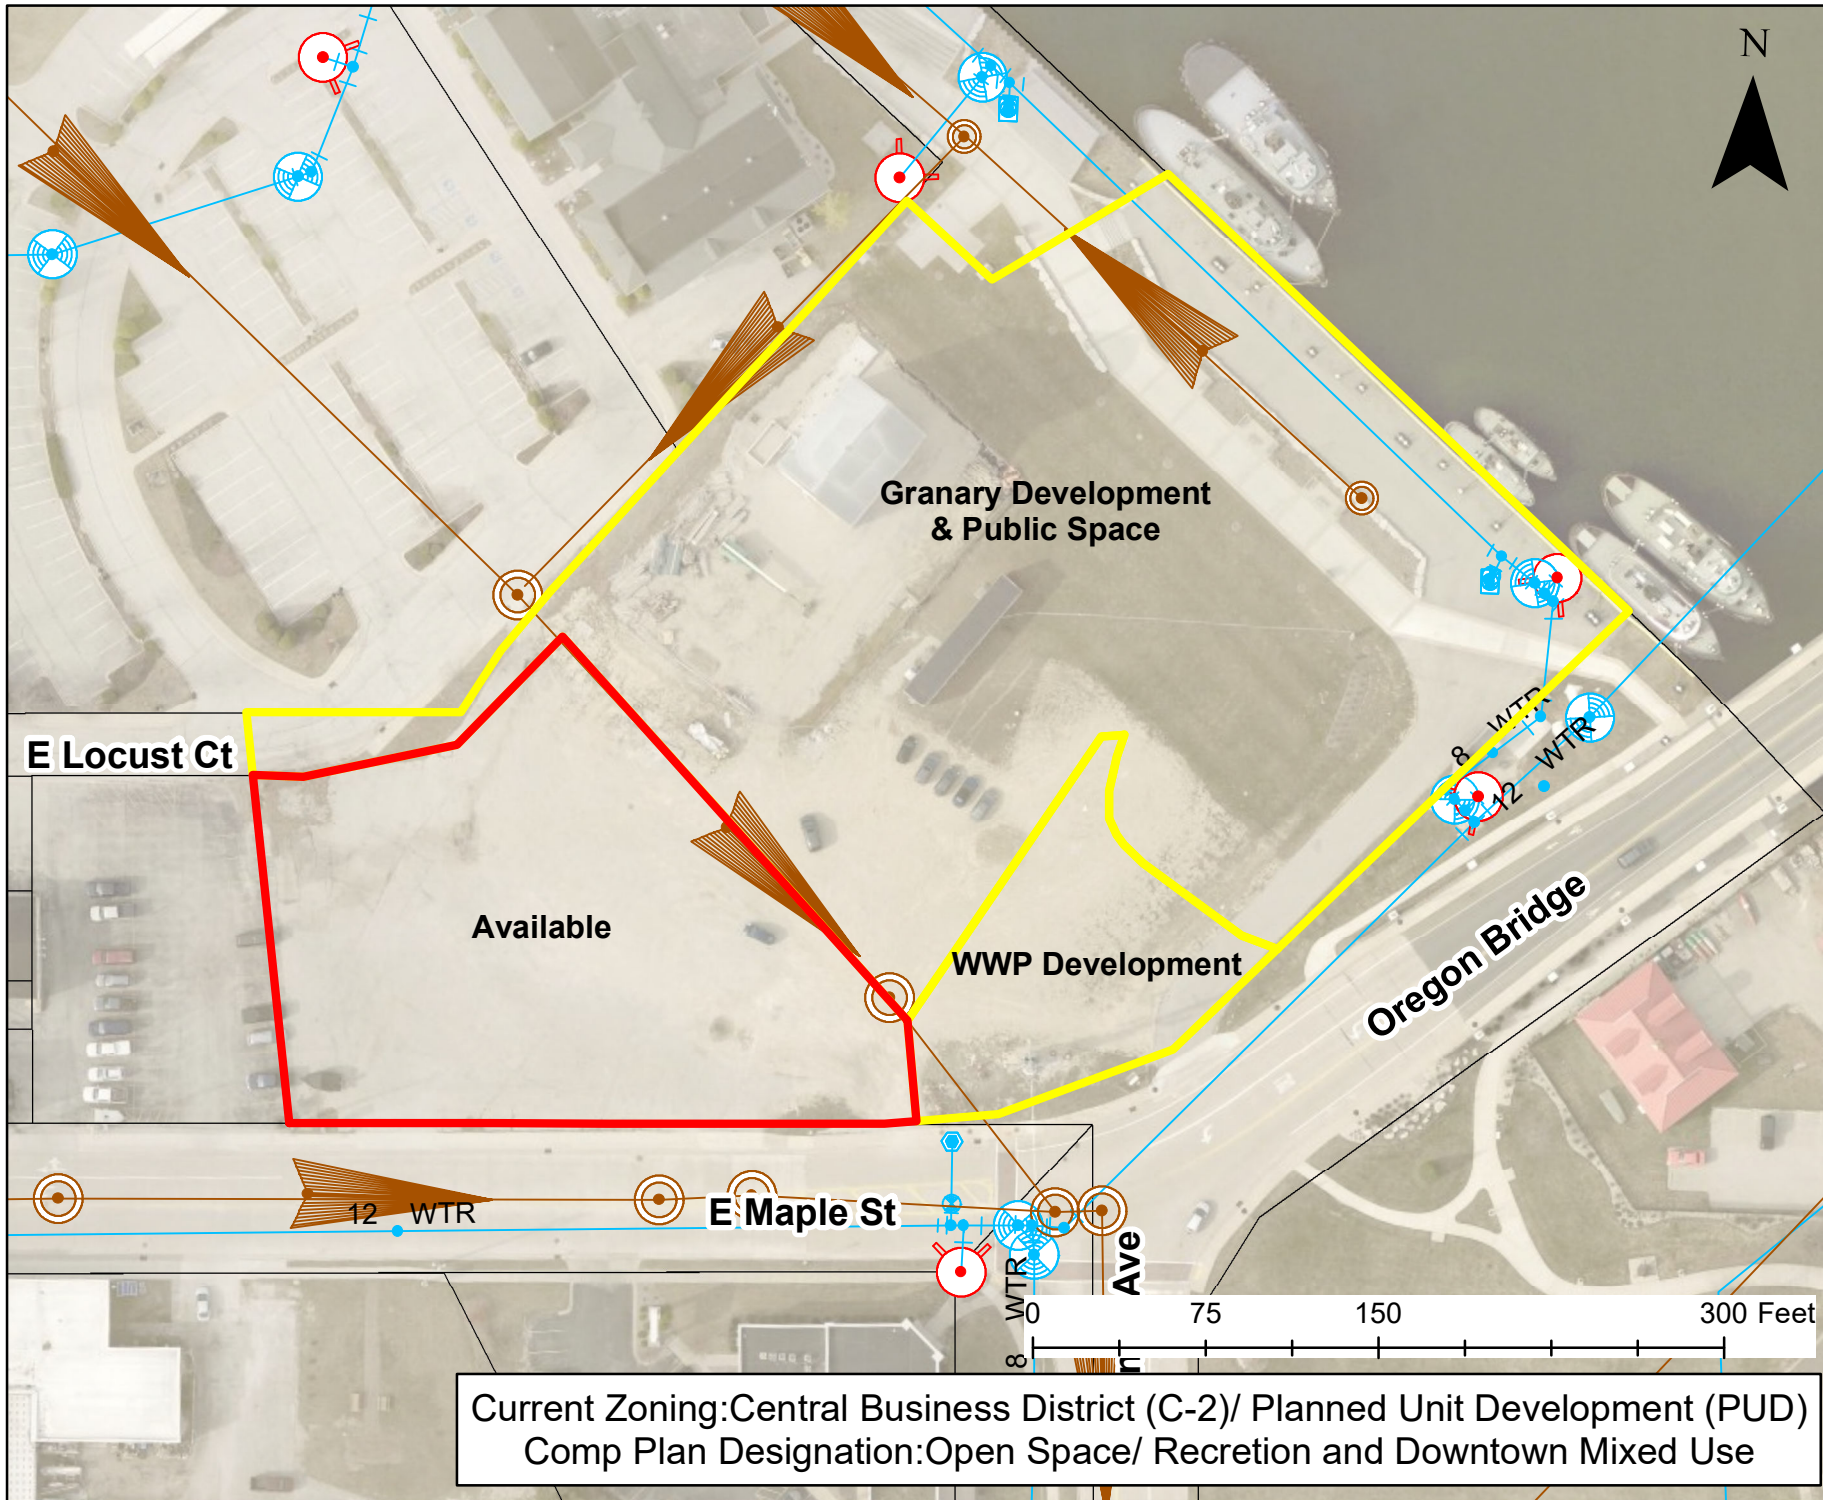 N
Granary Development
& Public Space
E Locust Ct
8 WTR
12 WTR
Available
WWP Development
Oregon Bridge
12 WTR
E Maple St
8 WTR
Ave
0 75 150 300 Feet
Current Zoning:Central Business District (C-2)/ Planned Unit Development (PUD)
Comp Plan Designation:Open Space/ Recretion and Downtown Mixed Use